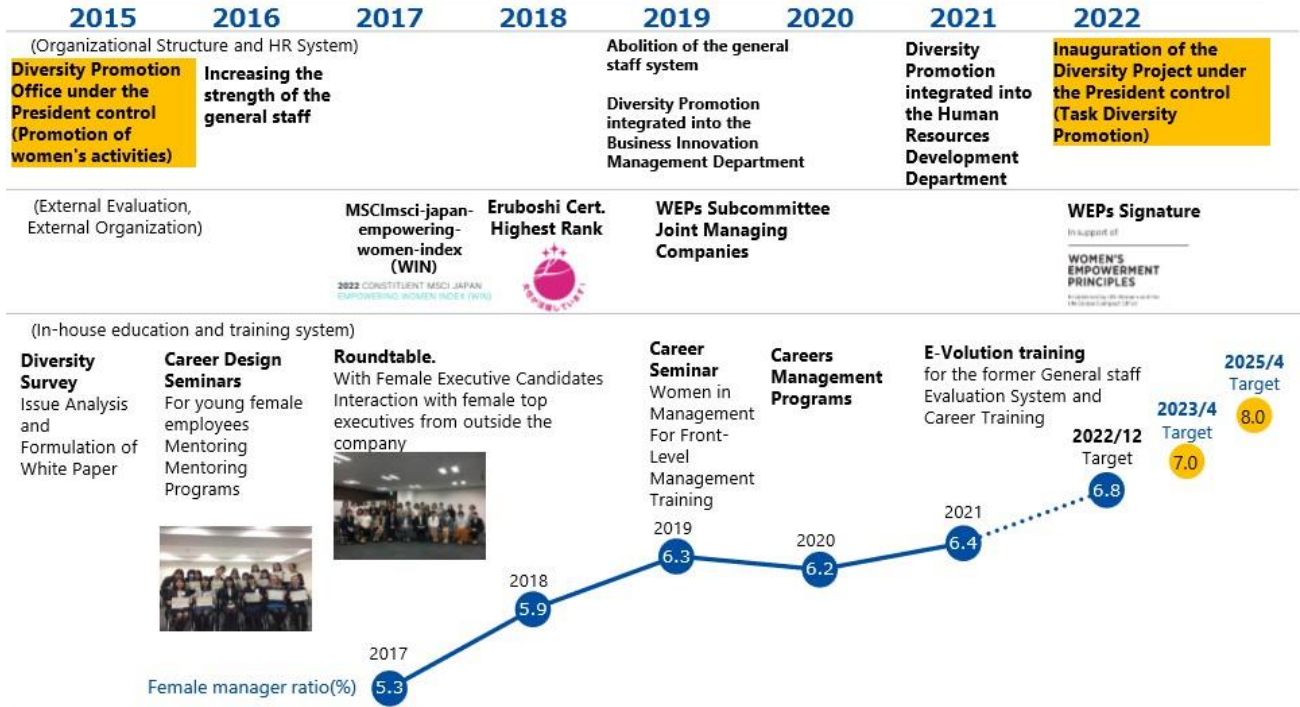 2015 2016 2017 2018 2019 2020 2021 2022
(Organizational Structure and HR System)
Diversity Promotion
Office under the
President control
(Promotion of
women's activities)
Increasing the
strength of the
general staff
Abolition of the general
staff system
Diversity Promotion
integrated into the
Business Innovation
Management Department
Diversity
Promotion
integrated into
the Human
Resources
Development
Department
Inauguration of the
Diversity Project under
the President control
(Task Diversity
Promotion)
(External Evaluation,
External Organization)
MSCImsci-japan-
empowering-
women-index
(WIN)
2022 CONSTITUENT MSCI JAPAN
EMPOWERING WOMEN INDEX (WIN)
Eruboshi Cert.
Highest Rank
WEPs Subcommittee
Joint Managing
Companies
WEPs Signature
In support of
WOMEN'S
EMPOWERMENT
PRINCIPLES
(In-house education and training system)
Diversity
Survey
Issue Analysis
and
Formulation of
White Paper
Career Design
Seminars
For young female
employees
Mentoring
Mentoring
Programs
Roundtable.
With Female Executive Candidates
Interaction with female top
executives from outside the
company
Career
Seminar
Women in
Management
For Front-
Level
Management
Training
Careers
Management
Programs
E-Volution training
for the former General staff
Evaluation System and
Career Training
2025/4
Target
8.0
2023/4
Target
7.0
2022/12
Target
6.8
2021
6.4
2020
6.2
2019
6.3
2018
5.9
2017
Female manager ratio(%) 5.3